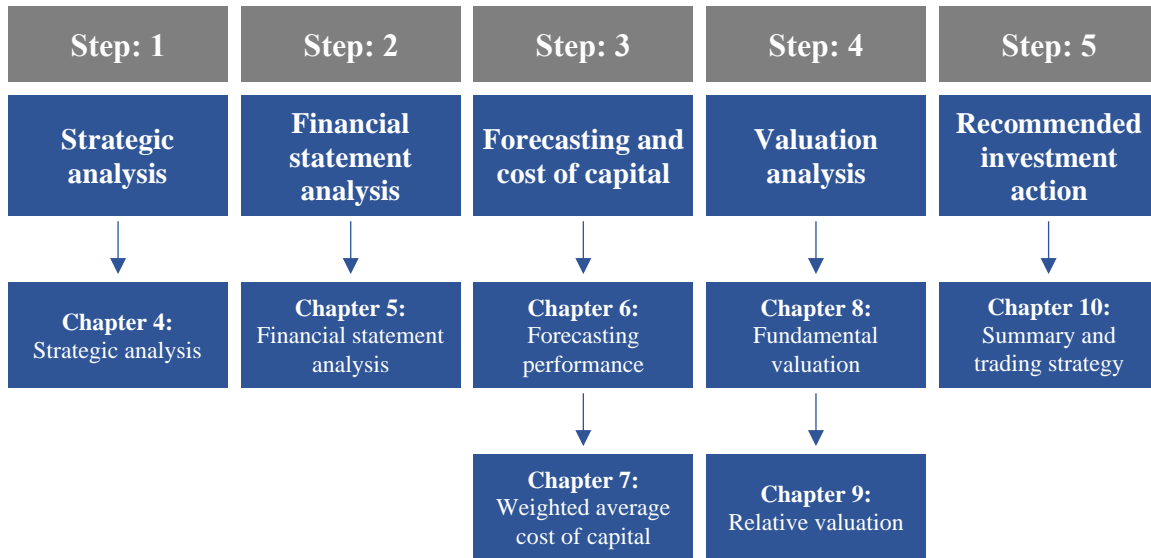 Step: 1
Step: 2
Step: 3
Step: 4
Step: 5
Strategic
analysis
Financial
statement
analysis
Forecasting and
cost of capital
Valuation
analysis
Recommended
investment
action
Chapter 4:
Strategic analysis
Chapter 5:
Financial statement
analysis
Chapter 6:
Forecasting
performance
Chapter 8:
Fundamental
valuation
Chapter 10:
Summary and
trading strategy
Chapter 7:
Weighted average
cost of capital
Chapter 9:
Relative valuation